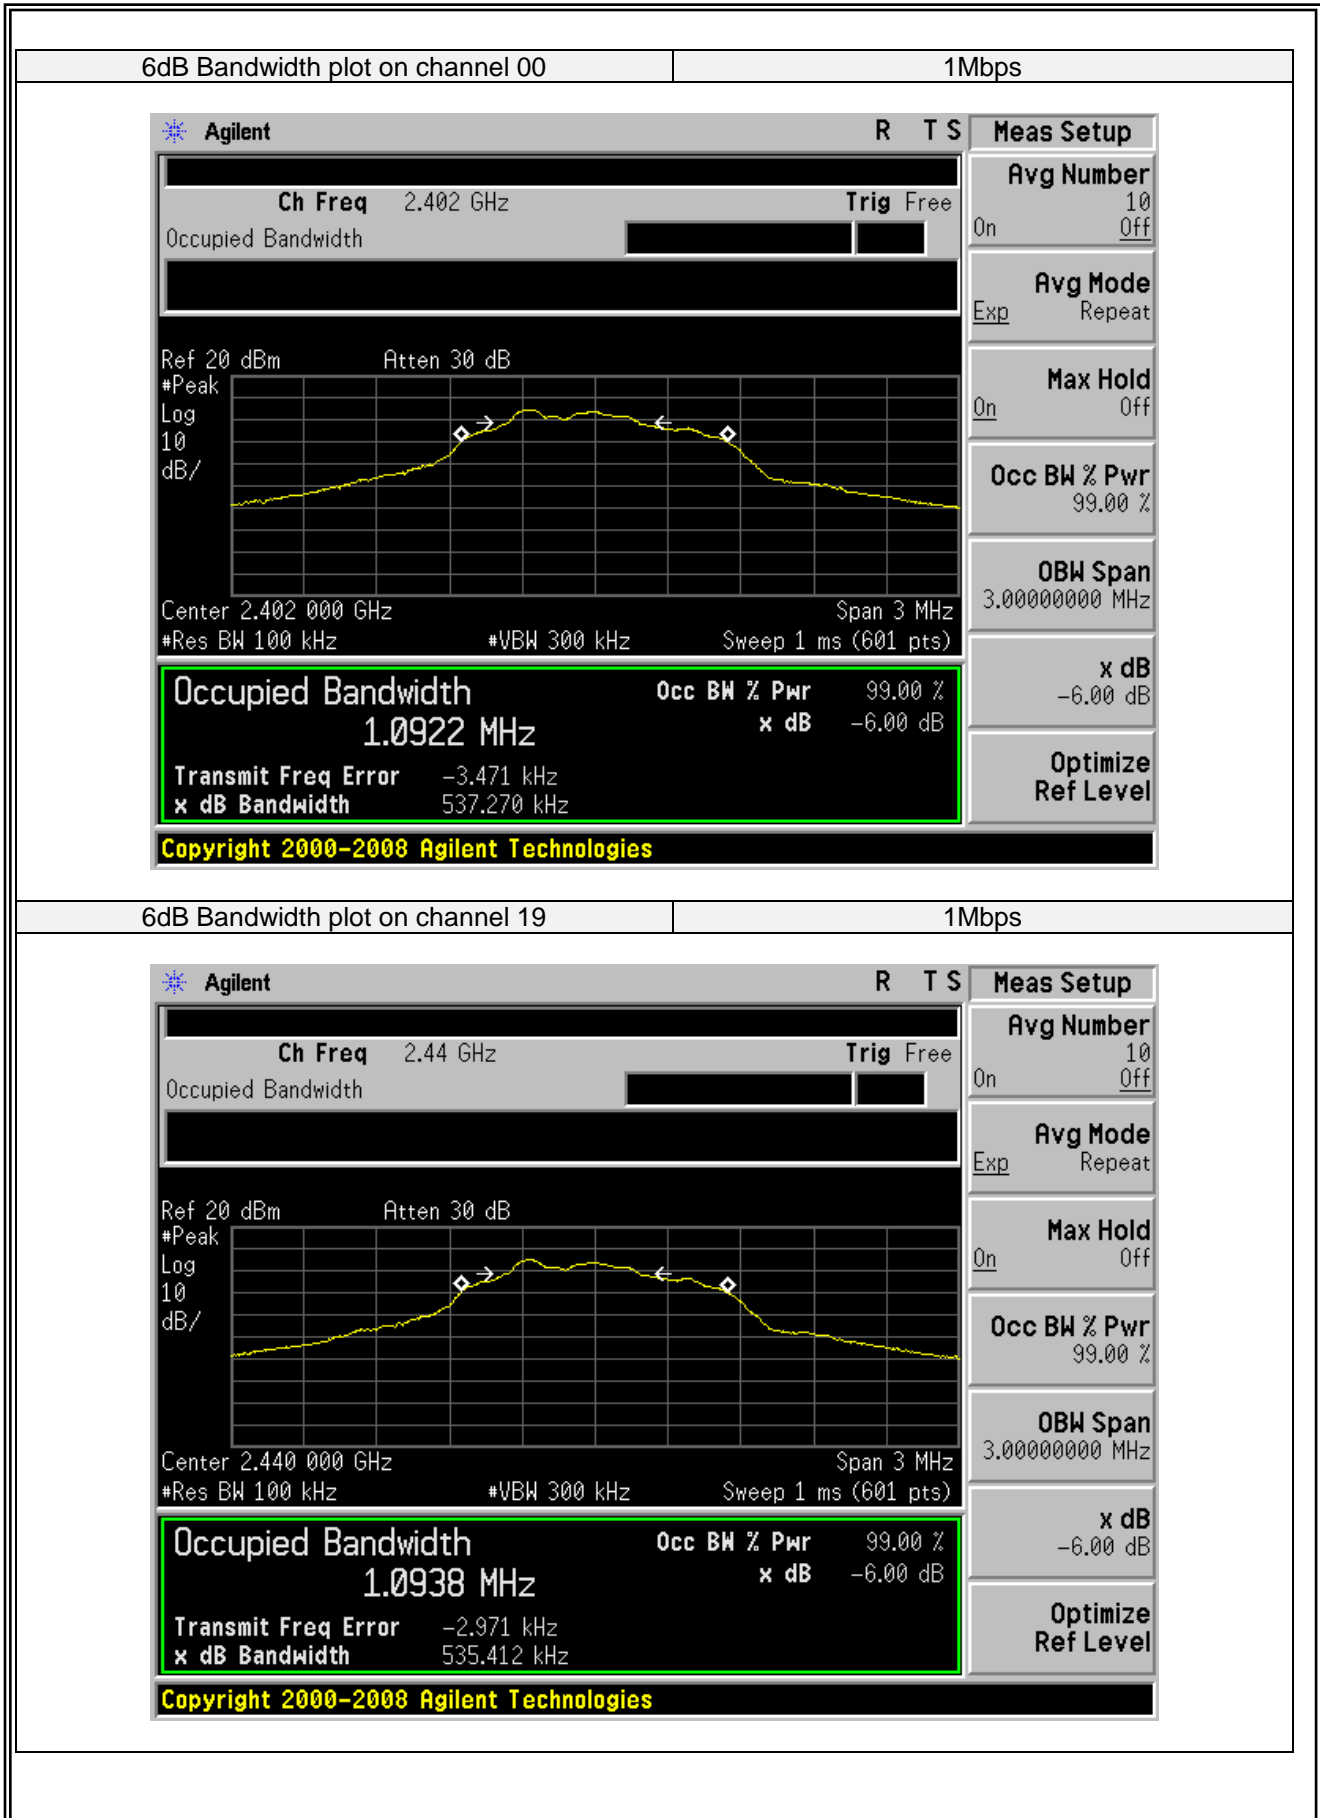 6dB Bandwidth plot on channel 00 1Mbps
Agilent R T S Meas Setup
Ch Freq 2.402 GHz Trig Free
Occupied Bandwidth
Avg Number
10
On Off
Avg Mode
Exp Repeat
Ref 20 dBm Atten 30 dB
#Peak
Log
10
dB/
Max Hold
On Off
Occ BW % Pwr
99.00 %
OBW Span
3.00000000 MHz
Center 2.402 000 GHz Span 3 MHz
#Res BW 100 kHz #VBW 300 kHz Sweep 1 ms (601 pts)
Occupied Bandwidth Occ BW % Pwr 99.00 %
1.0922 MHz x dB -6.00 dB
Transmit Freq Error -3.471 kHz
x dB Bandwidth 537.270 kHz
x dB
-6.00 dB
Optimize
Ref Level
Copyright 2000-2008 Agilent Technologies
6dB Bandwidth plot on channel 19 1Mbps
Agilent R T S Meas Setup
Ch Freq 2.44 GHz Trig Free
Occupied Bandwidth
Avg Number
10
On Off
Avg Mode
Exp Repeat
Ref 20 dBm Atten 30 dB
#Peak
Log
10
dB/
Max Hold
On Off
Occ BW % Pwr
99.00 %
OBW Span
3.00000000 MHz
Center 2.440 000 GHz Span 3 MHz
#Res BW 100 kHz #VBW 300 kHz Sweep 1 ms (601 pts)
Occupied Bandwidth Occ BW % Pwr 99.00 %
1.0938 MHz x dB -6.00 dB
Transmit Freq Error -2.971 kHz
x dB Bandwidth 535.412 kHz
x dB
-6.00 dB
Optimize
Ref Level
Copyright 2000-2008 Agilent Technologies